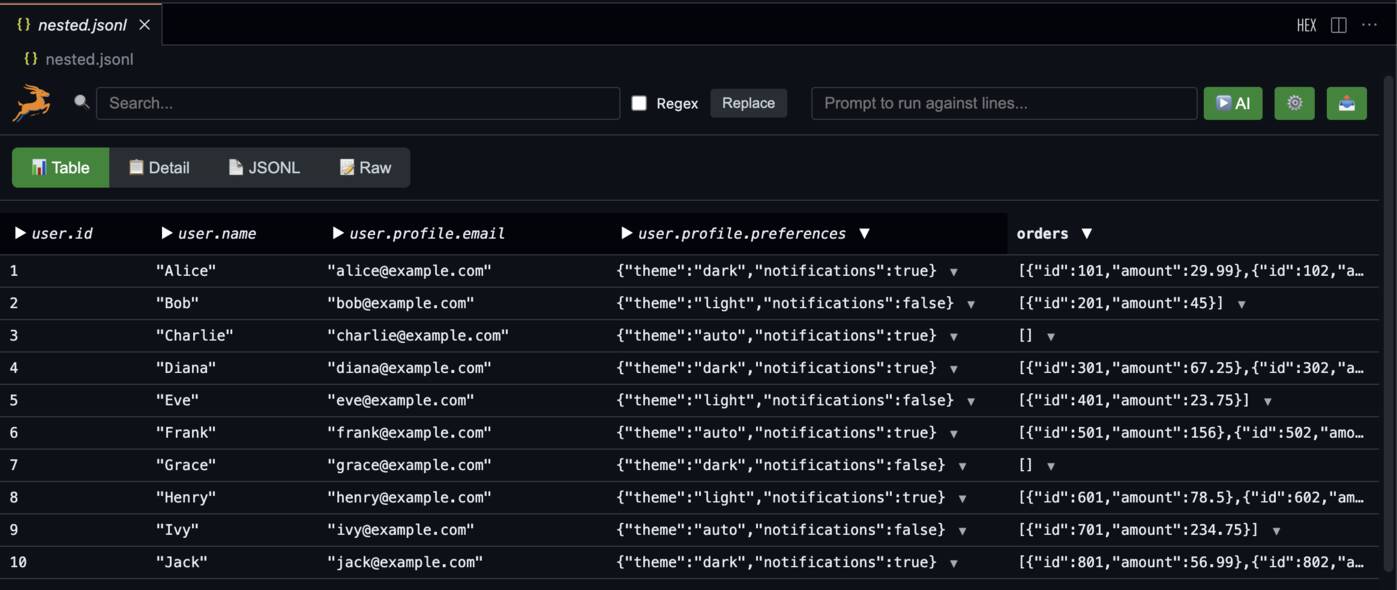 {} nested.jsonl × HEX ...
{} nested.jsonl
Search... Regex Replace Prompt to run against lines... AI
Table Detail JSONL Raw
▶ user.id ▶ user.name ▶ user.profile.email ▶ user.profile.preferences ▼ orders ▼
1 "Alice" "alice@example.com" {"theme":"dark","notifications":true} ▼ [{"id":101,"amount":29.99},{"id":102,"a…
2 "Bob" "bob@example.com" {"theme":"light","notifications":false} ▼ [{"id":201,"amount":45}] ▼
3 "Charlie" "charlie@example.com" {"theme":"auto","notifications":true} ▼ [] ▼
4 "Diana" "diana@example.com" {"theme":"dark","notifications":true} ▼ [{"id":301,"amount":67.25},{"id":302,"a…
5 "Eve" "eve@example.com" {"theme":"light","notifications":false} ▼ [{"id":401,"amount":23.75}] ▼
6 "Frank" "frank@example.com" {"theme":"auto","notifications":true} ▼ [{"id":501,"amount":156},{"id":502,"amo…
7 "Grace" "grace@example.com" {"theme":"dark","notifications":false} ▼ [] ▼
8 "Henry" "henry@example.com" {"theme":"light","notifications":true} ▼ [{"id":601,"amount":78.5},{"id":602,"am…
9 "Ivy" "ivy@example.com" {"theme":"auto","notifications":false} ▼ [{"id":701,"amount":234.75}] ▼
10 "Jack" "jack@example.com" {"theme":"dark","notifications":true} ▼ [{"id":801,"amount":56.99},{"id":802,"a…